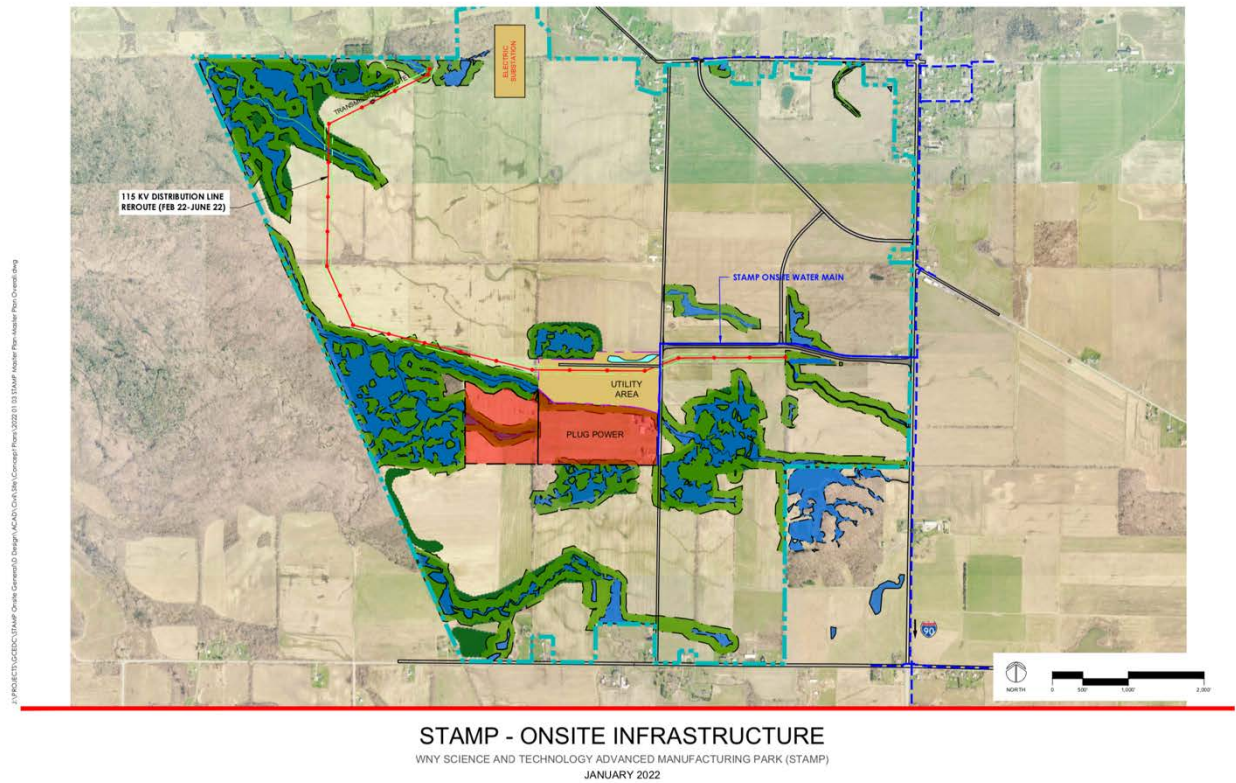 ELECTRIC
SUBSTATION
115 KV DISTRIBUTION LINE
REROUTE (FEB 22-JUNE 22)
STAMP ONSITE WATER MAIN
UTILITY
AREA
PLUG POWER
90
NORTH
0
500'
1,000'
2,000'
STAMP - ONSITE INFRASTRUCTURE
WNY SCIENCE AND TECHNOLOGY ADVANCED MANUFACTURING PARK (STAMP)
JANUARY 2022